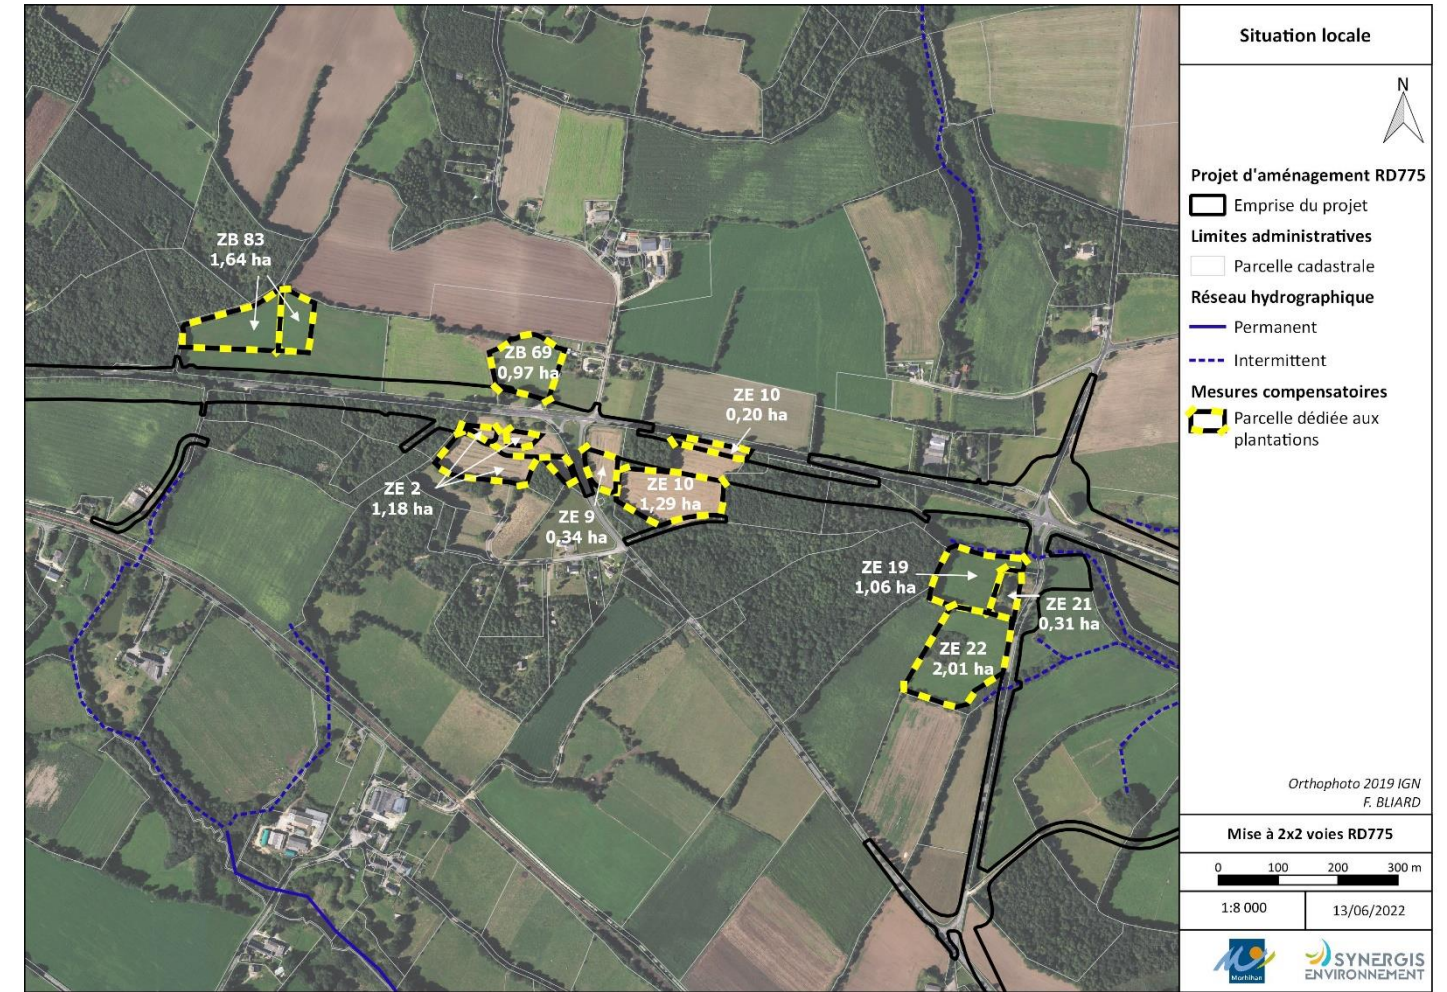 Situation locale
N
Projet d'aménagement RD775
Emprise du projet
Limites administratives
Parcelle cadastrale
Réseau hydrographique
Permanent
Intermittent
Mesures compensatoires
Parcelle dédiée aux
plantations
ZB 83
1,64 ha
ZB 69
0,97 ha
ZE 10
0,20 ha
ZE 2
1,18 ha
ZE 9
0,34 ha
ZE 10
1,29 ha
ZE 19
1,06 ha
ZE 21
0,31 ha
ZE 22
2,01 ha
Orthophoto 2019 IGN
F. BLIARD
Mise à 2x2 voies RD775
0 100 200 300 m
1:8 000
13/06/2022
Morbihan
SYNERGIS
ENVIRONNEMENT